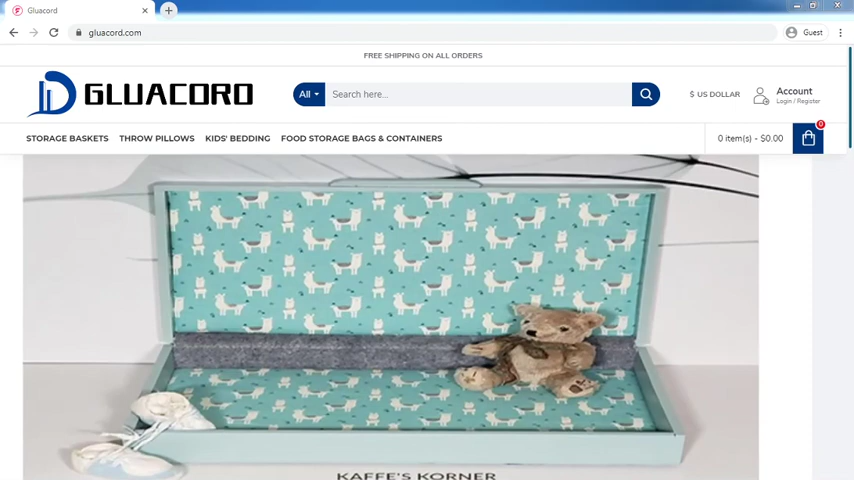 Gluacord
gluacord.com
Guest
FREE SHIPPING ON ALL ORDERS
GLUACORD
All
Search here...
$ US DOLLAR
Account
Login / Register
STORAGE BASKETS THROW PILLOWS KIDS' BEDDING FOOD STORAGE BAGS & CONTAINERS
0 item(s) - $0.00
0
KAFFE'S KORNER